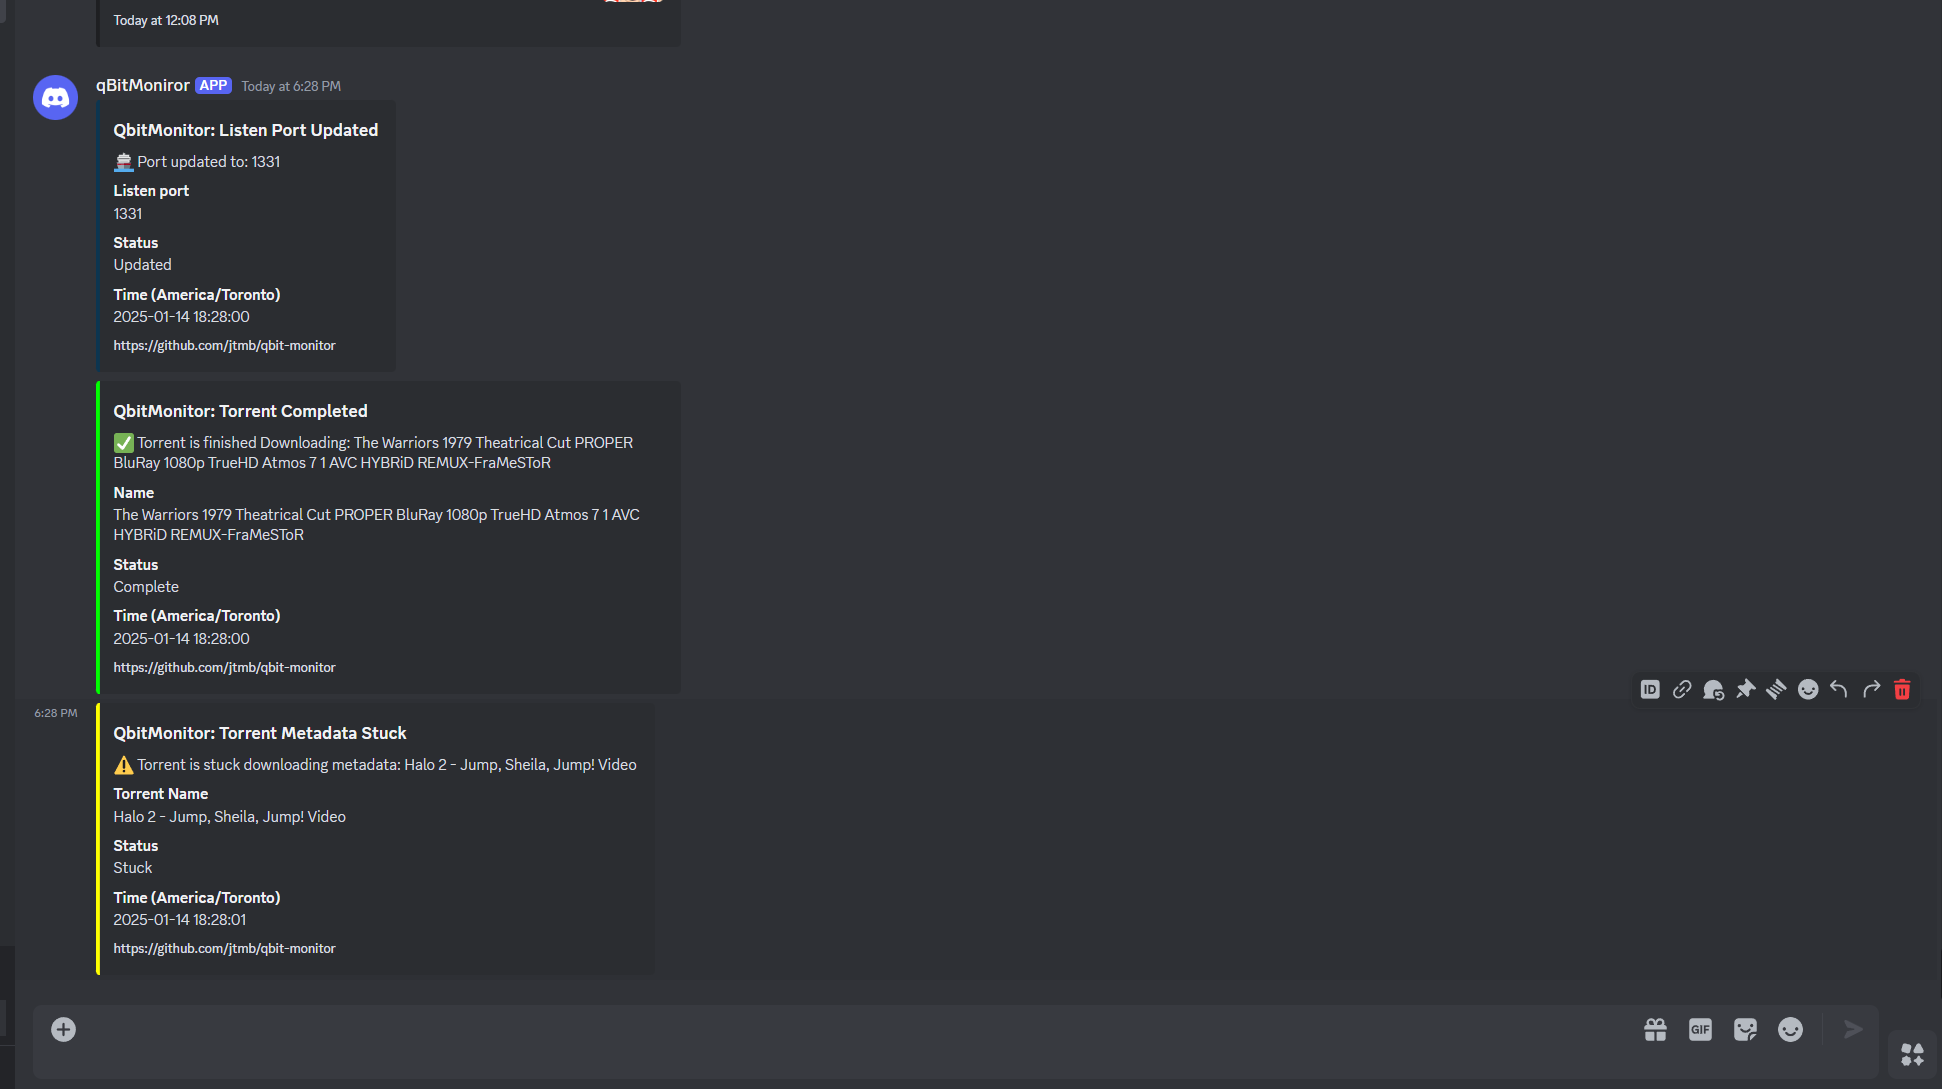 Today at 12:08 PM
qBitMoniror APP Today at 6:28 PM
QbitMonitor: Listen Port Updated
Port updated to: 1331
Listen port
1331
Status
Updated
Time (America/Toronto)
2025-01-14 18:28:00
https://github.com/jtmb/qbit-monitor
QbitMonitor: Torrent Completed
Torrent is finished Downloading: The Warriors 1979 Theatrical Cut PROPER
BluRay 1080p TrueHD Atmos 7 1 AVC HYBRiD REMUX-FraMeSToR
Name
The Warriors 1979 Theatrical Cut PROPER BluRay 1080p TrueHD Atmos 7 1 AVC
HYBRiD REMUX-FraMeSToR
Status
Complete
Time (America/Toronto)
2025-01-14 18:28:00
https://github.com/jtmb/qbit-monitor
ID
6:28 PM
QbitMonitor: Torrent Metadata Stuck
Torrent is stuck downloading metadata: Halo 2 - Jump, Sheila, Jump! Video
Torrent Name
Halo 2 - Jump, Sheila, Jump! Video
Status
Stuck
Time (America/Toronto)
2025-01-14 18:28:01
https://github.com/jtmb/qbit-monitor
GIF